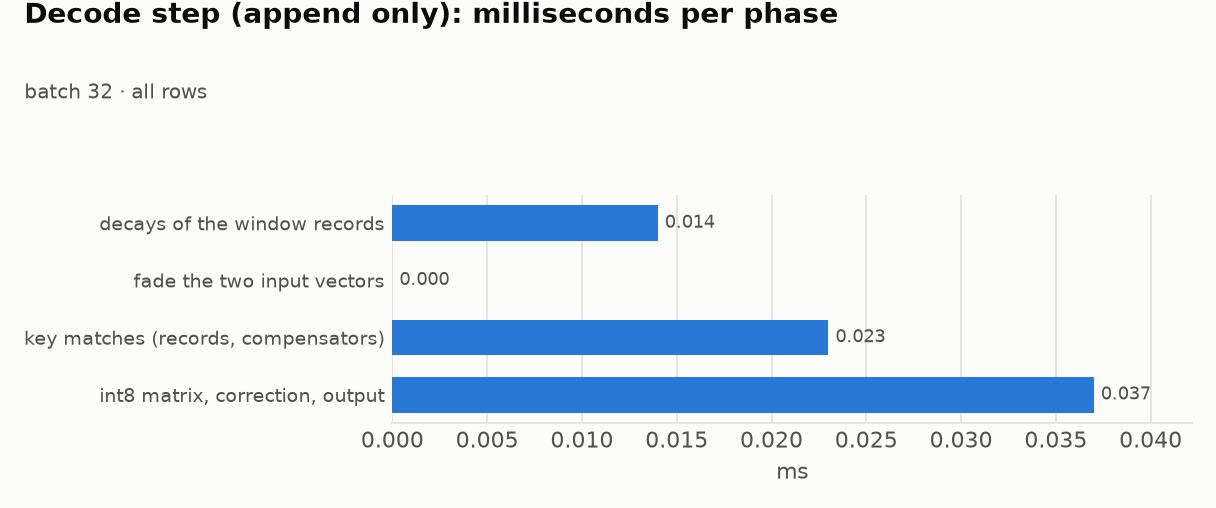 Decode step (append only): milliseconds per phase
batch 32 · all rows
decays of the window records
0.014
fade the two input vectors
0.000
key matches (records, compensators)
0.023
int8 matrix, correction, output
0.037
0.000 0.005 0.010 0.015 0.020 0.025 0.030 0.035 0.040
ms